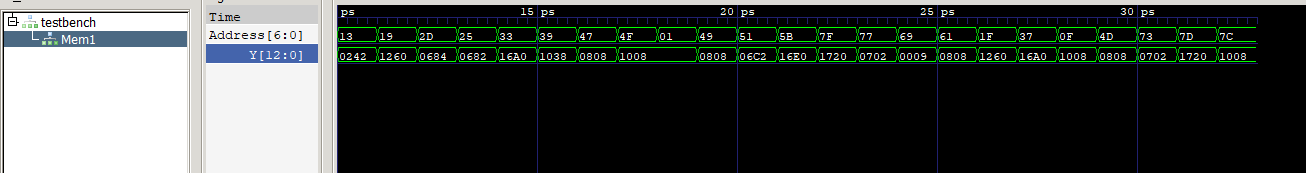 testbench
Mem1
Time
Address[6:0]
Y[12:0]
ps 15 ps 20 ps 25 ps 30 ps
13 19 2D 25 33 39 47 4F 01 49 51 5B 7F 77 69 61 1F 37 0F 4D 73 7D 7C
0242 1260 0684 0682 16A0 1038 0808 1008 0808 06C2 16E0 1720 0702 0009 0808 1260 16A0 1008 0808 0702 1720 1008